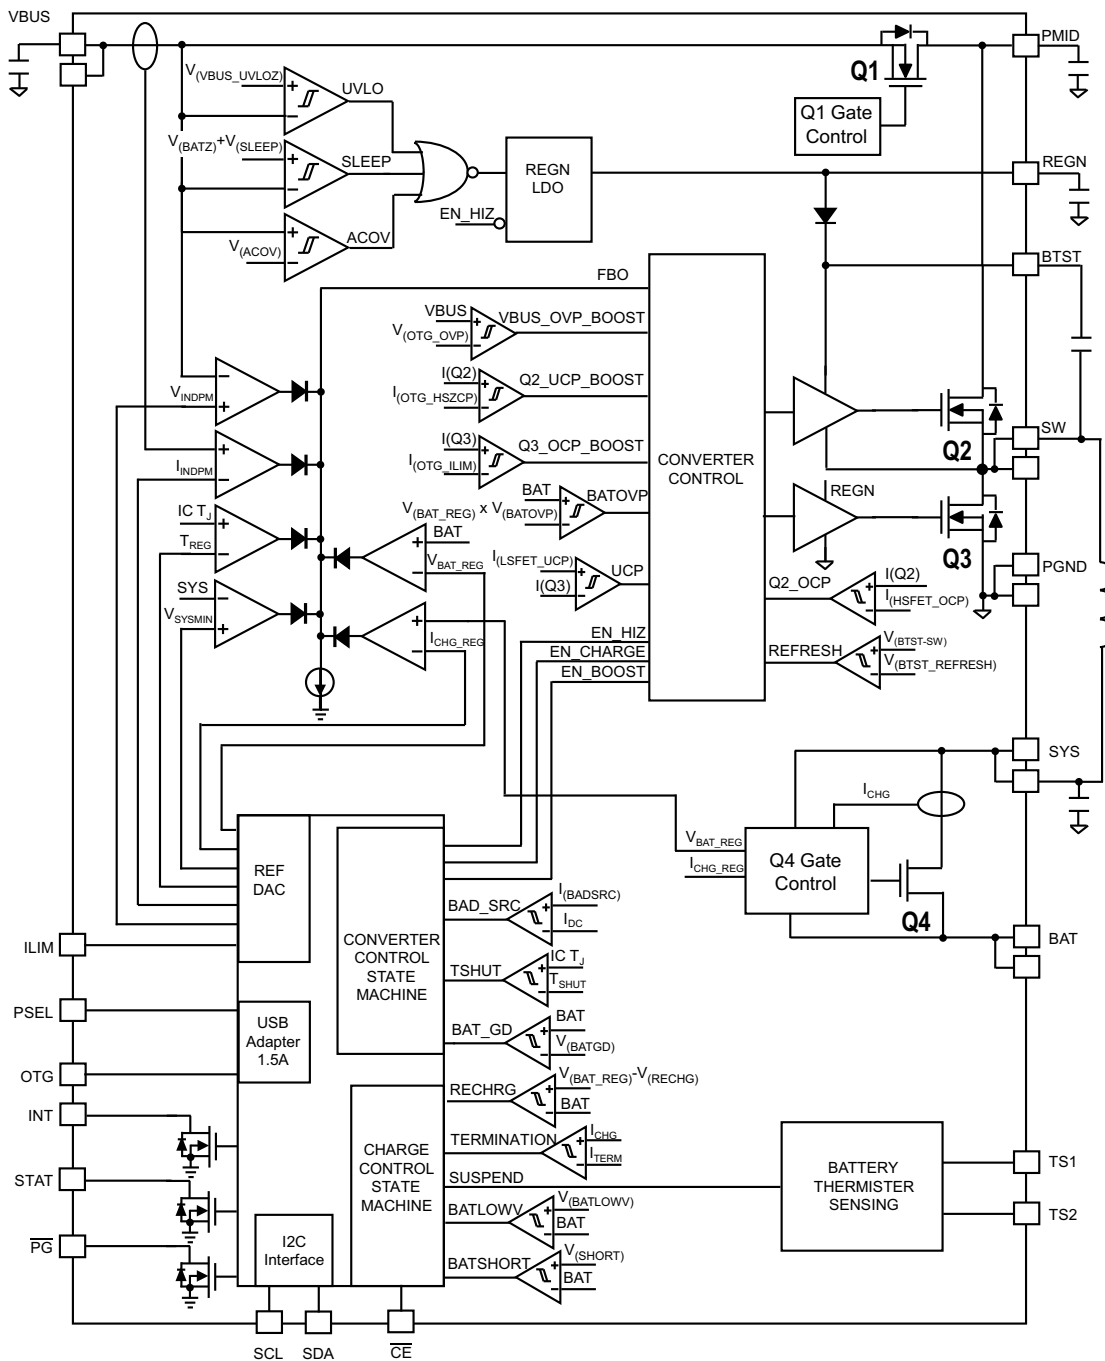 VBUS
PMID
Q1
V(VBUS_UVLOZ)
UVLO
Q1 Gate
Control
V(BATZ)+V(SLEEP)
SLEEP
REGN
LDO
REGN
EN_HIZ
ACOV
V(ACOV)
BTST
FBO
VBUS
V(OTG_OVP)
VBUS_OVP_BOOST
I(Q2)
I(OTG_HSZCP)
Q2_UCP_BOOST
VINDPM
I(Q3)
I(OTG_ILIM)
Q3_OCP_BOOST
CONVERTER
CONTROL
Q2
SW
IINDPM
BAT
V(BAT_REG) x V(BATOVP)
BATOVP
REGN
IC TJ
TREG
BAT
VBAT_REG
Q3
I(LSFET_UCP)
I(Q3)
UCP
Q2_OCP
I(Q2)
I(HSFET_OCP)
PGND
SYS
VSYSMIN
ICHG_REG
EN_HIZ
EN_CHARGE
EN_BOOST
REFRESH
V(BTST-SW)
V(BTST_REFRESH)
SYS
ICHG
VBAT_REG
ICHG_REG
Q4 Gate
Control
Q4
BAT
REF
DAC
ILIM
CONVERTER
CONTROL
STATE
MACHINE
BAD_SRC
I(BADSRC)
IDC
TSHUT
IC TJ
TSHUT
PSEL
USB
Adapter
1.5A
BAT_GD
BAT
V(BATGD)
OTG
RECHRG
V(BAT_REG)-V(RECHG)
BAT
INT
CHARGE
CONTROL
STATE
MACHINE
TERMINATION
ICHG
ITERM
SUSPEND
BATTERY
THERMISTER
SENSING
TS1
TS2
STAT
BATLOWV
V(BATLOWV)
BAT
PG
I2C
Interface
BATSHORT
V(SHORT)
BAT
SCL
SDA
CE